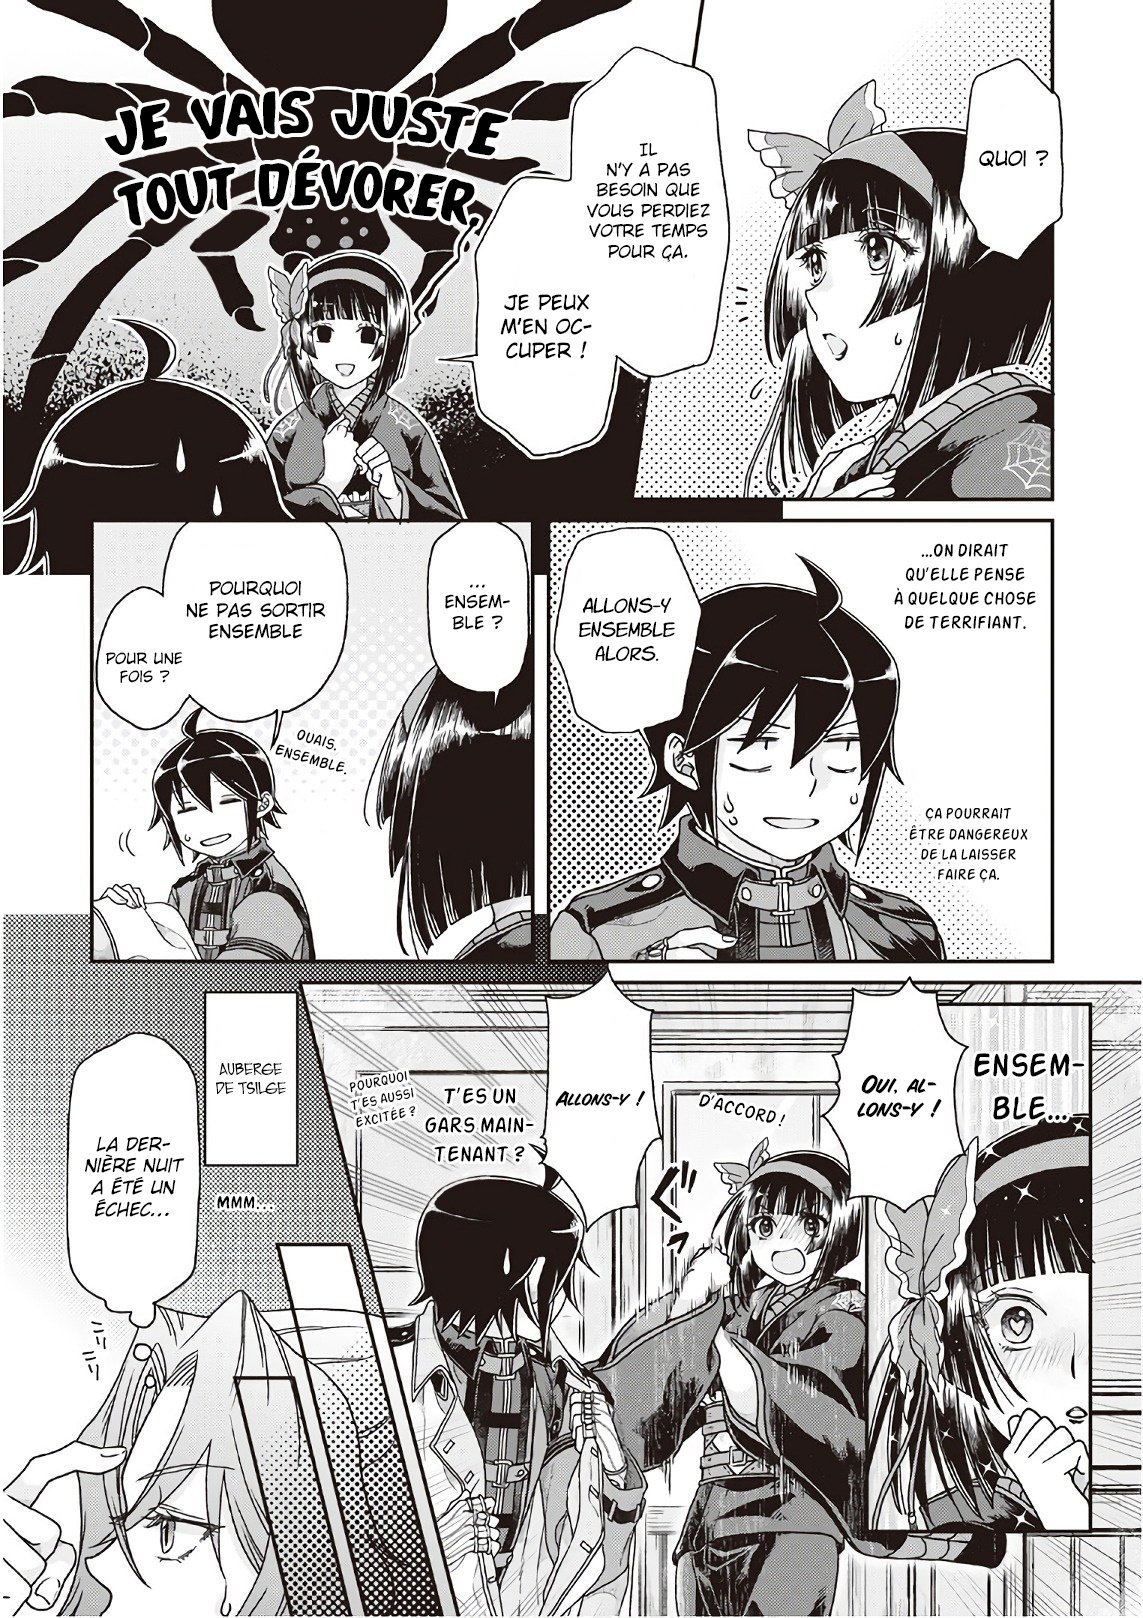 QUOI ?
IL
N'Y A PAS
BESOIN QUE
VOUS PERDIEZ
VOTRE TEMPS
POUR ÇA.
JE PEUX
M'EN OC-
CUPER !
JE VAIS JUSTE
TOUT DÉVORER.
...ON DIRAIT
QU'ELLE PENSE
À QUELQUE CHOSE
DE TERRIFIANT.
ALLONS-Y
ENSEMBLE
ALORS.
ÇA POURRAIT
ÊTRE DANGEREUX
DE LA LAISSER
FAIRE ÇA.
...
ENSEM-
BLE ?
POURQUOI
NE PAS SORTIR
ENSEMBLE
POUR UNE
FOIS ?
OUAIS,
ENSEMBLE.
ENSEM-
BLE...
OUI, AL-
LONS-Y !
D'ACCORD !
ALLONS-Y !
T'ES UN
GARS MAIN-
TENANT ?
POURQUOI
T'ES AUSSI
EXCITÉE ?
AUBERGE
DE TSILGE
MMM...
LA DER-
NIÈRE NUIT
A ÉTÉ UN
ÉCHEC...